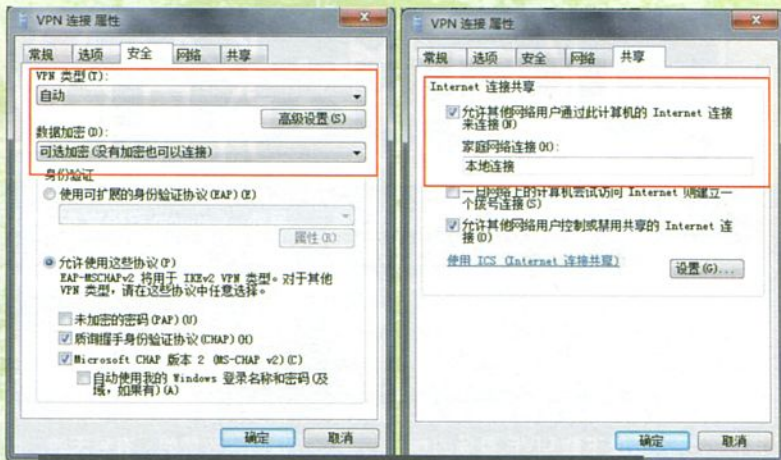 VPN 连接 属性
常规 选项 安全 网络 共享
VPN 类型(T):
自动
高级设置(S)
数据加密(D):
可选加密(没有加密也可以连接)
身份验证
使用可扩展的身份验证协议(EAP)(E)
属性(R)
允许使用这些协议(P)
EAP-MSCHAPv2 将用于 IKEv2 VPN 类型。对于其他
VPN 类型，请在这些协议中任意选择。
未加密的密码(PAP)(U)
质询握手身份验证协议(CHAP)(H)
Microsoft CHAP 版本 2 (MS-CHAP v2)(C)
自动使用我的 Windows 登录名称和密码(及
域，如果有)(A)
确定 取消
VPN 连接 属性
常规 选项 安全 网络 共享
Internet 连接共享
允许其他网络用户通过此计算机的 Internet 连接
来连接(N)
家庭网络连接(H):
本地连接
一旦网络上的计算机尝试访问 Internet 则建立一
个拨号连接(S)
允许其他网络用户控制或禁用共享的 Internet 连
接(O)
使用 ICS (Internet 连接共享)
设置(G)...
确定 取消